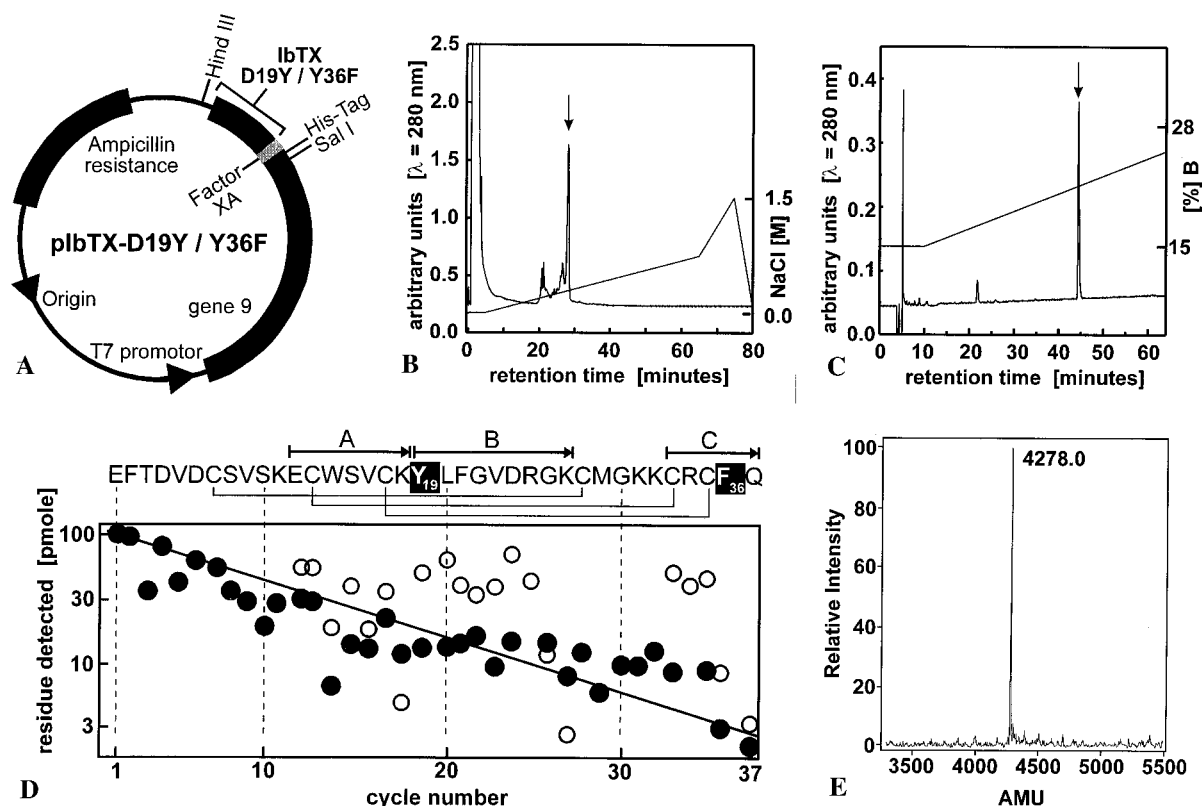 Hind III
IbTX
D19Y / Y36F
His-Tag
Sal I
Factor
XA
Ampicillin
resistance
pIbTX-D19Y / Y36F
Origin
gene 9
T7 promotor
A
arbitrary units [λ = 280 nm]
2.5
2.0
1.5
1.0
0.5
0.0
NaCl [M]
1.5
0.0
0 20 40 60 80
retention time [minutes]
B
arbitrary units [λ = 280 nm]
0.4
0.3
0.2
0.1
0.0
[%] B
28
15
0 10 20 30 40 50 60
retention time [minutes]
C
A B C
EFTDVDCSVSKECWSVCKY19LFGVDRGKCMGKKCRCF36Q
residue detected [pmole]
100
30
10
3
1 10 20 30 37
cycle number
D
Relative Intensity
100
80
60
40
20
0
4278.0
3500 4000 4500 5000 5500
AMU
E